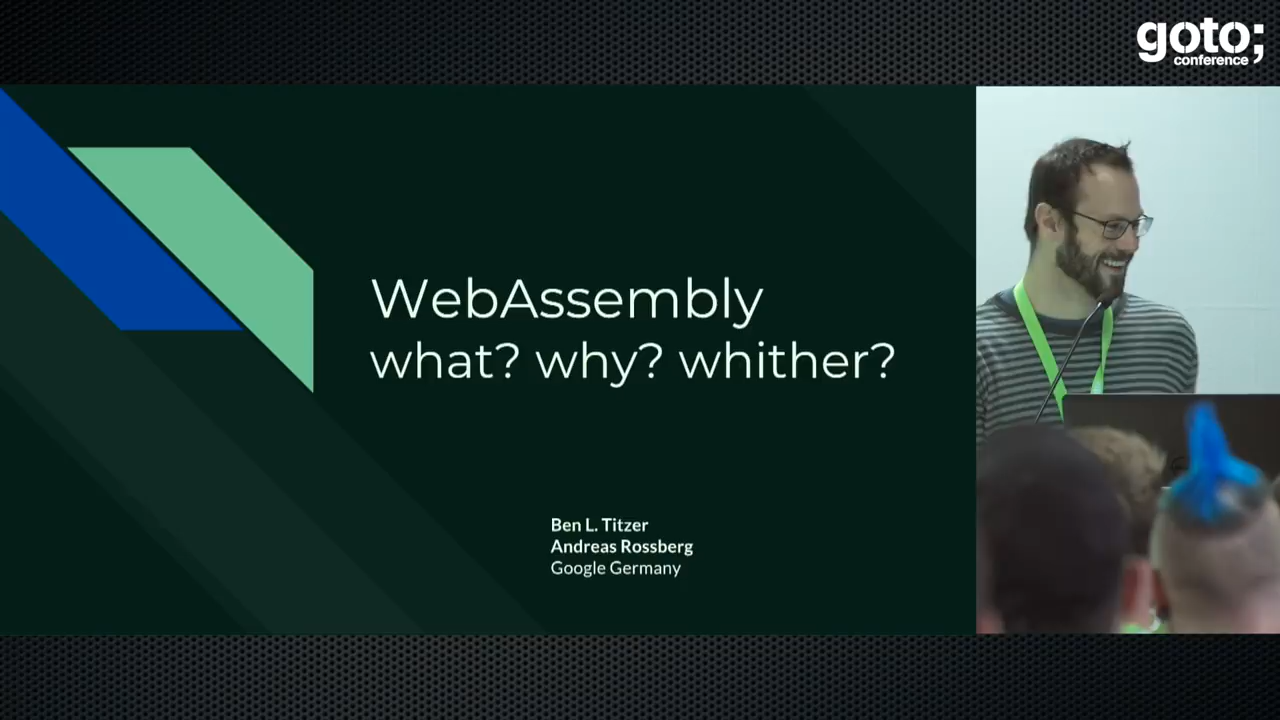 goto;
conference
WebAssembly
what? why? whither?
Ben L. Titzer
Andreas Rossberg
Google Germany